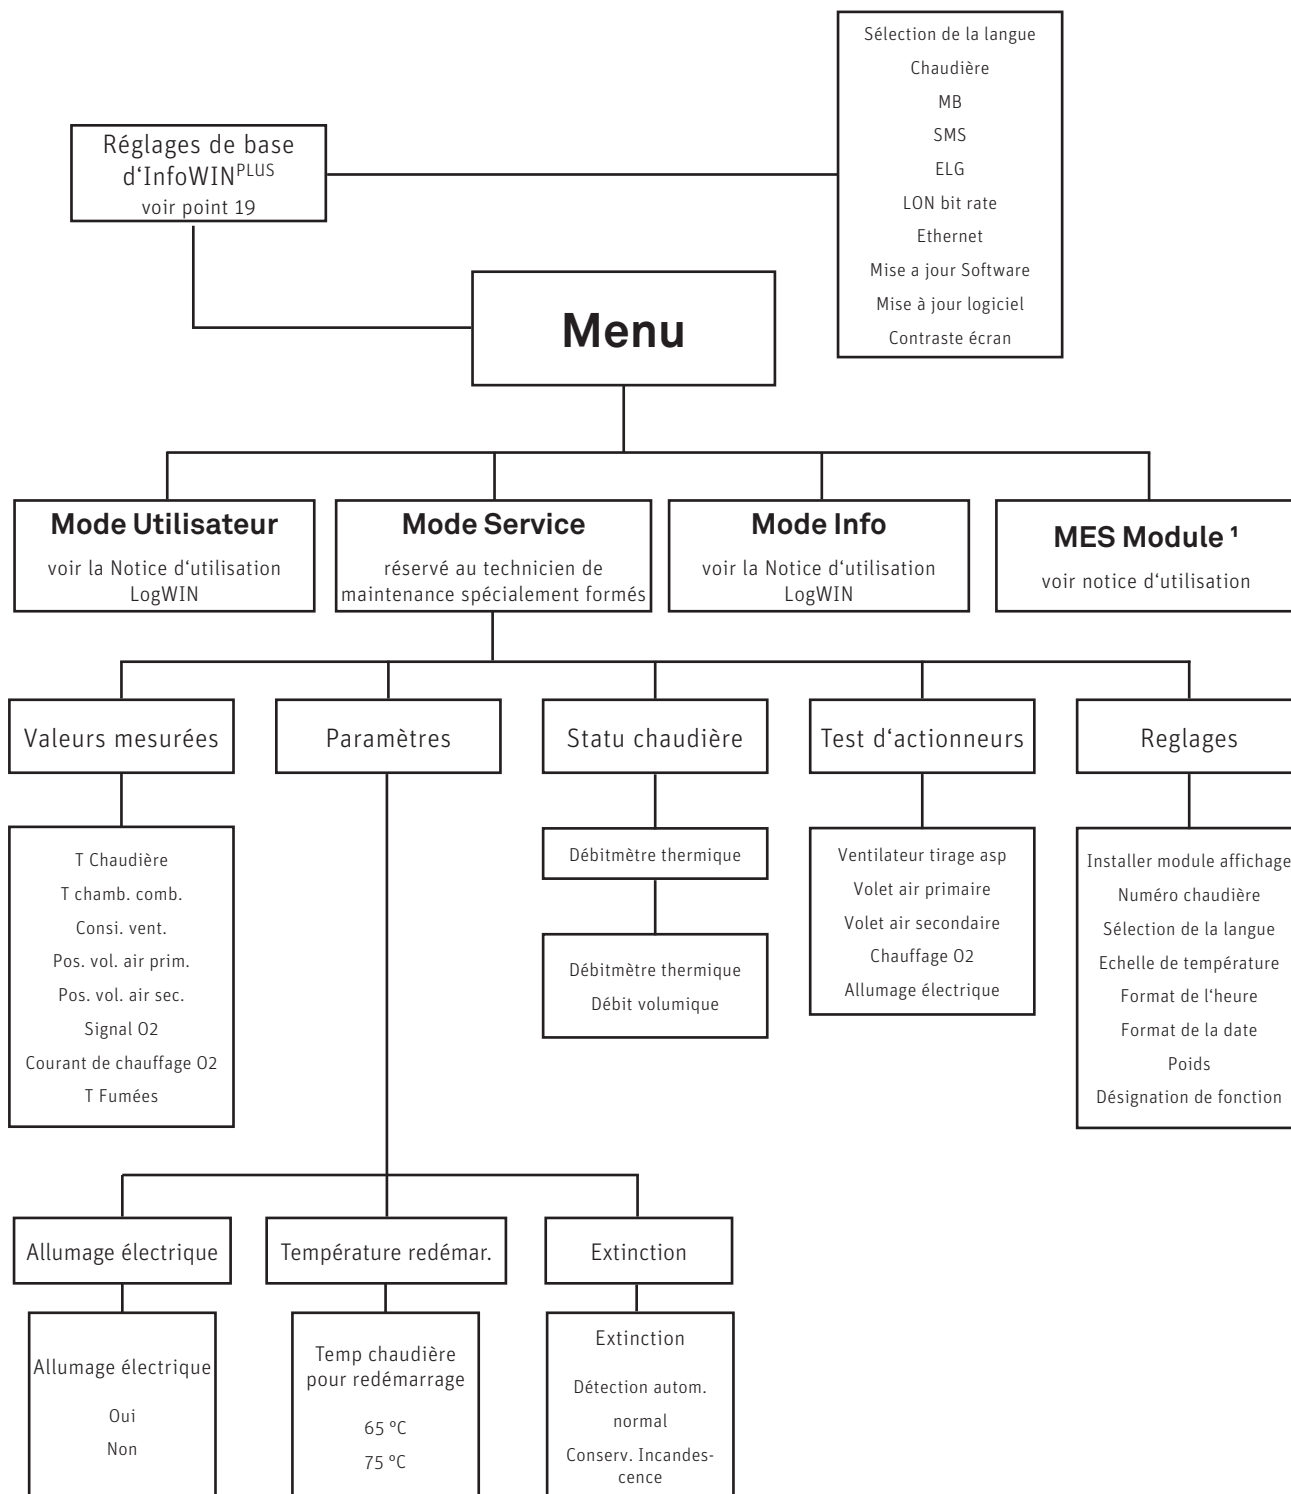 Sélection de la langue
Chaudière
MB
SMS
ELG
LON bit rate
Ethernet
Mise a jour Software
Mise à jour logiciel
Contraste écran
Réglages de base
d‘InfoWINPLUS
voir point 19
Menu
Mode Utilisateur
voir la Notice d‘utilisation
LogWIN
Mode Service
réservé au technicien de
maintenance spécialement formés
Mode Info
voir la Notice d‘utilisation
LogWIN
MES Module ¹
voir notice d‘utilisation
Valeurs mesurées
Paramètres
Statu chaudière
Test d‘actionneurs
Reglages
T Chaudière
T chamb. comb.
Consi. vent.
Pos. vol. air prim.
Pos. vol. air sec.
Signal O2
Courant de chauffage O2
T Fumées
Débitmètre thermique
Débitmètre thermique
Débit volumique
Ventilateur tirage asp
Volet air primaire
Volet air secondaire
Chauffage O2
Allumage électrique
Installer module affichage
Numéro chaudière
Sélection de la langue
Echelle de température
Format de l‘heure
Format de la date
Poids
Désignation de fonction
Allumage électrique
Température redémar.
Extinction
Allumage électrique
Oui
Non
Temp chaudière
pour redémarrage
65 °C
75 °C
Extinction
Détection autom.
normal
Conserv. Incandes-
cence